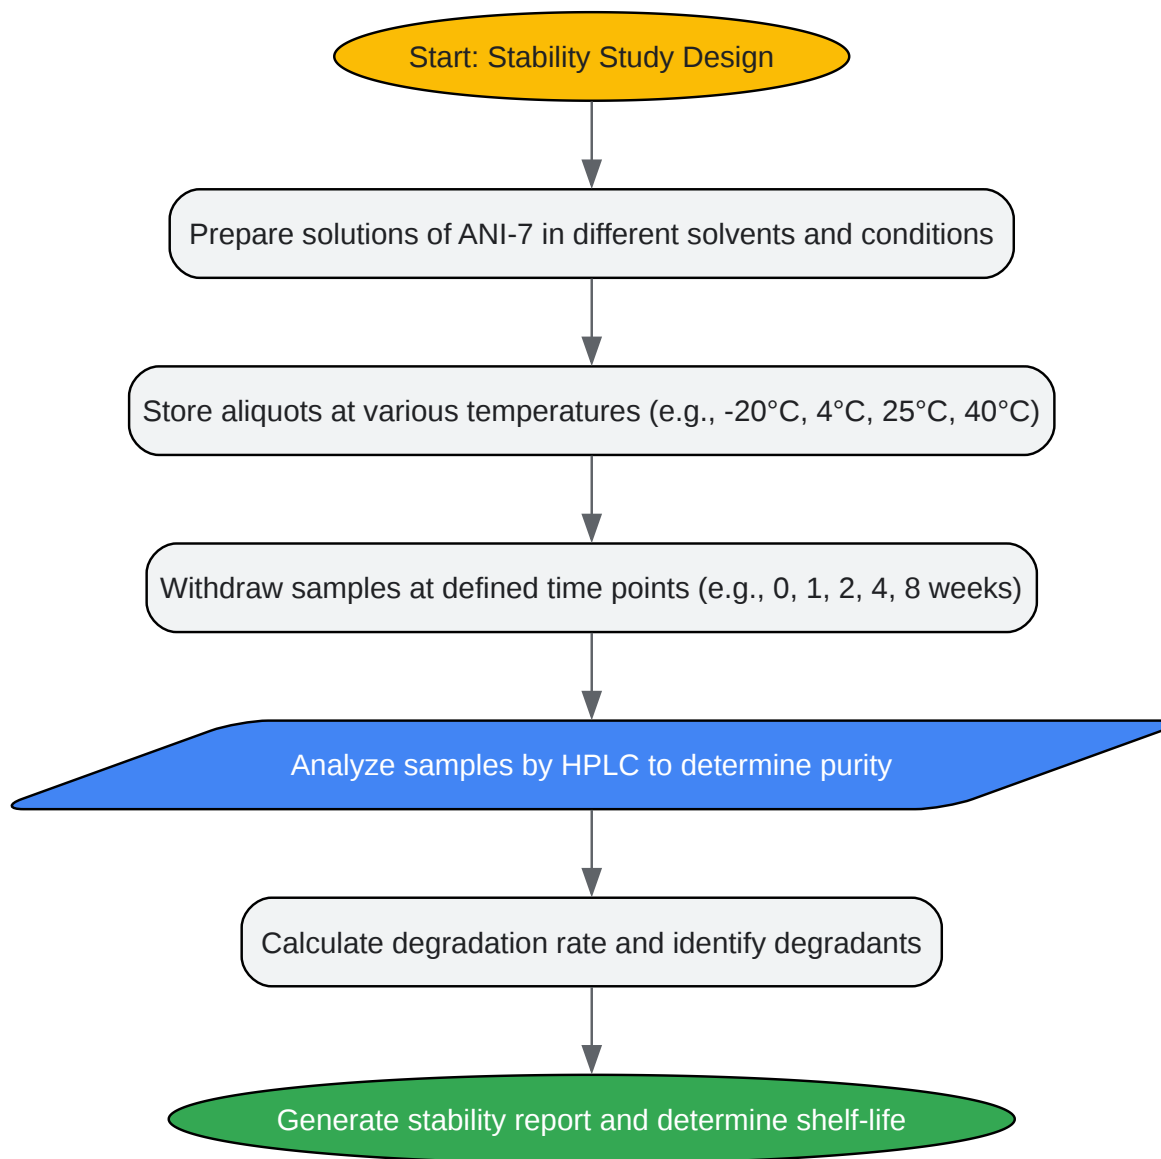 Start: Stability Study Design
Prepare solutions of ANI-7 in different solvents and conditions
Store aliquots at various temperatures (e.g., -20°C, 4°C, 25°C, 40°C)
Withdraw samples at defined time points (e.g., 0, 1, 2, 4, 8 weeks)
Analyze samples by HPLC to determine purity
Calculate degradation rate and identify degradants
Generate stability report and determine shelf-life